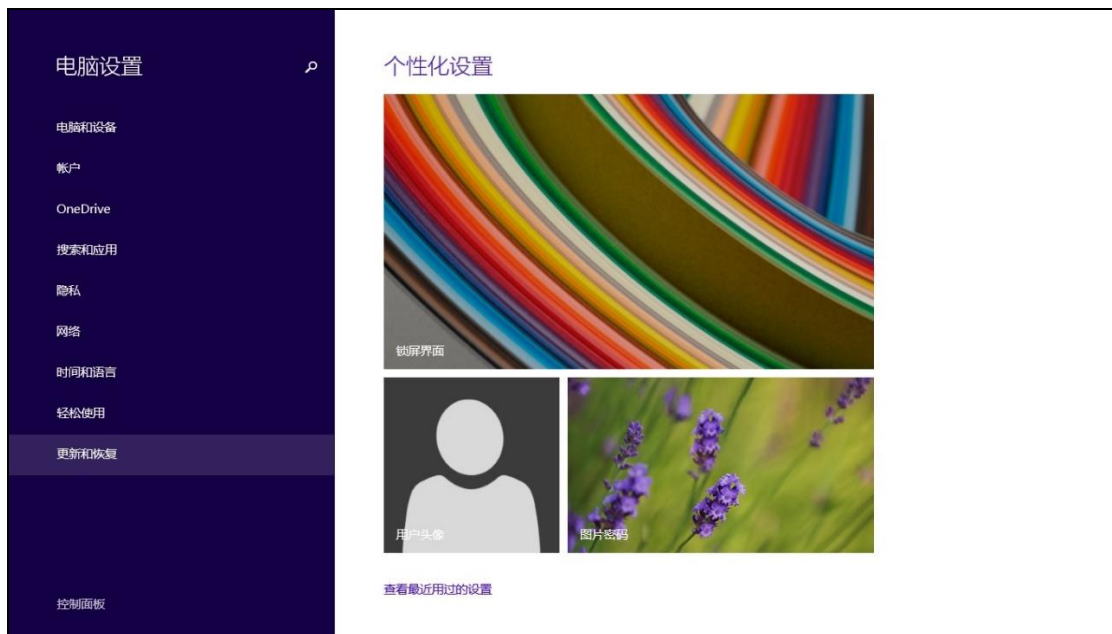 电脑设置
电脑和设备
帐户
OneDrive
搜索和应用
隐私
网络
时间和语言
轻松使用
更新和恢复
控制面板
个性化设置
锁屏界面
用户头像
图片密码
查看最近用过的设置